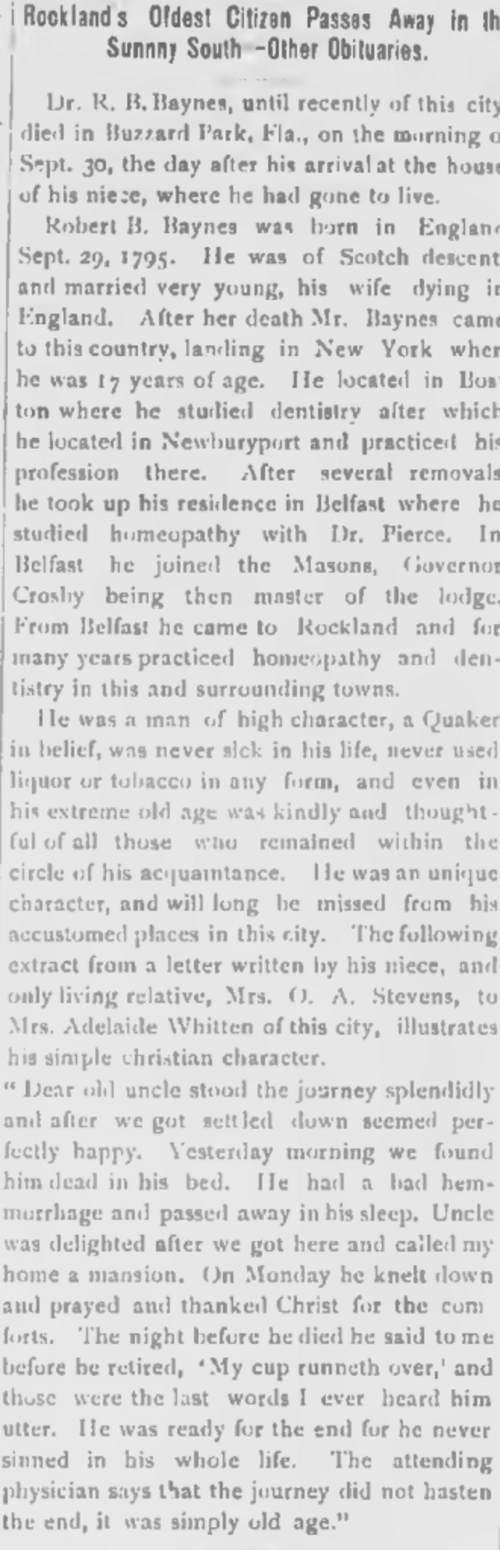 Rockland's Oldest Citizen Passes Away in th
Sunnny South -Other Obituaries.
Dr. R. B. Baynes, until recently of this city
died in Buzzard Park, Fla., on the morning o
Sept. 30, the day after his arrival at the house
of his niece, where he had gone to live.
Robert B. Baynes was born in England
Sept. 29, 1795. He was of Scotch descent
and married very young, his wife dying in
England. After her death Mr. Baynes came
to this country, landing in New York when
he was 17 years of age. He located in Bos
ton where he studied dentistry after which
he located in Newburyport and practiced his
profession there. After several removals
he took up his residence in Belfast where he
studied homeopathy with Dr. Pierce. In
Belfast he joined the Masons, Governor
Crosby being then master of the lodge.
From Belfast he came to Rockland and for
many years practiced homeopathy and den-
tistry in this and surrounding towns.
He was a man of high character, a Quaker
in belief, was never sick in his life, never used
liquor or tobacco in any form, and even in
his extreme old age was kindly and thought-
ful of all those who remained within the
circle of his acquaintance. He was an unique
character, and will long be missed from his
accustomed places in this city. The following
extract from a letter written by his niece, and
only living relative, Mrs. O. A. Stevens, to
Mrs. Adelaide Whitten of this city, illustrates
his simple christian character.
" Dear old uncle stood the journey splendidly
and after we got settled down seemed per-
fectly happy. Yesterday morning we found
him dead in his bed. He had a bad hem-
morrhage and passed away in his sleep. Uncle
was delighted after we got here and called my
home a mansion. On Monday he knelt down
and prayed and thanked Christ for the com
forts. The night before he died he said to me
before he retired, 'My cup runneth over,' and
those were the last words I ever heard him
utter. He was ready for the end for he never
sinned in his whole life. The attending
physician says that the journey did not hasten
the end, it was simply old age."